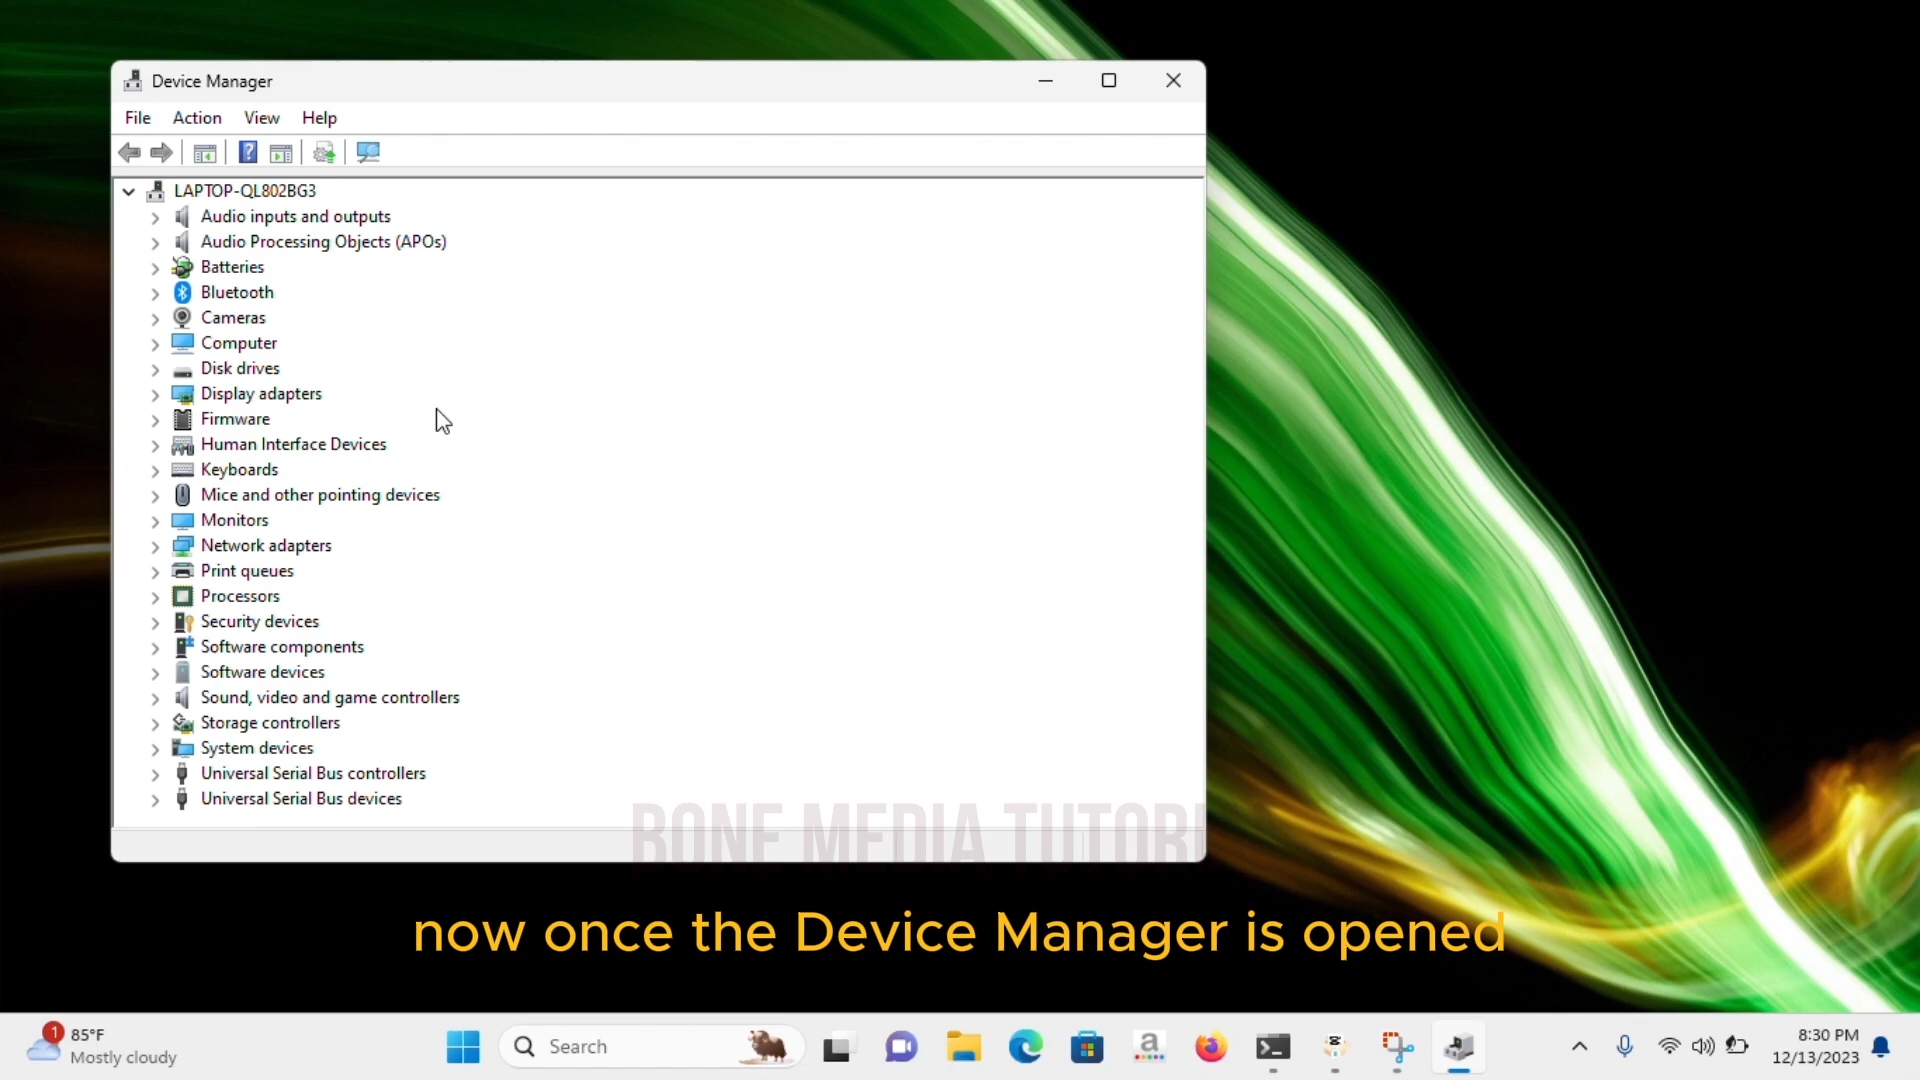 Device Manager
File Action View Help
LAPTOP-QL802BG3
Audio inputs and outputs
Audio Processing Objects (APOs)
Batteries
Bluetooth
Cameras
Computer
Disk drives
Display adapters
Firmware
Human Interface Devices
Keyboards
Mice and other pointing devices
Monitors
Network adapters
Print queues
Processors
Security devices
Software components
Software devices
Sound, video and game controllers
Storage controllers
System devices
Universal Serial Bus controllers
Universal Serial Bus devices
BONE MEDIA TUTORI
now once the Device Manager is opened
1
85°F
Mostly cloudy
Search
a
8:30 PM
12/13/2023